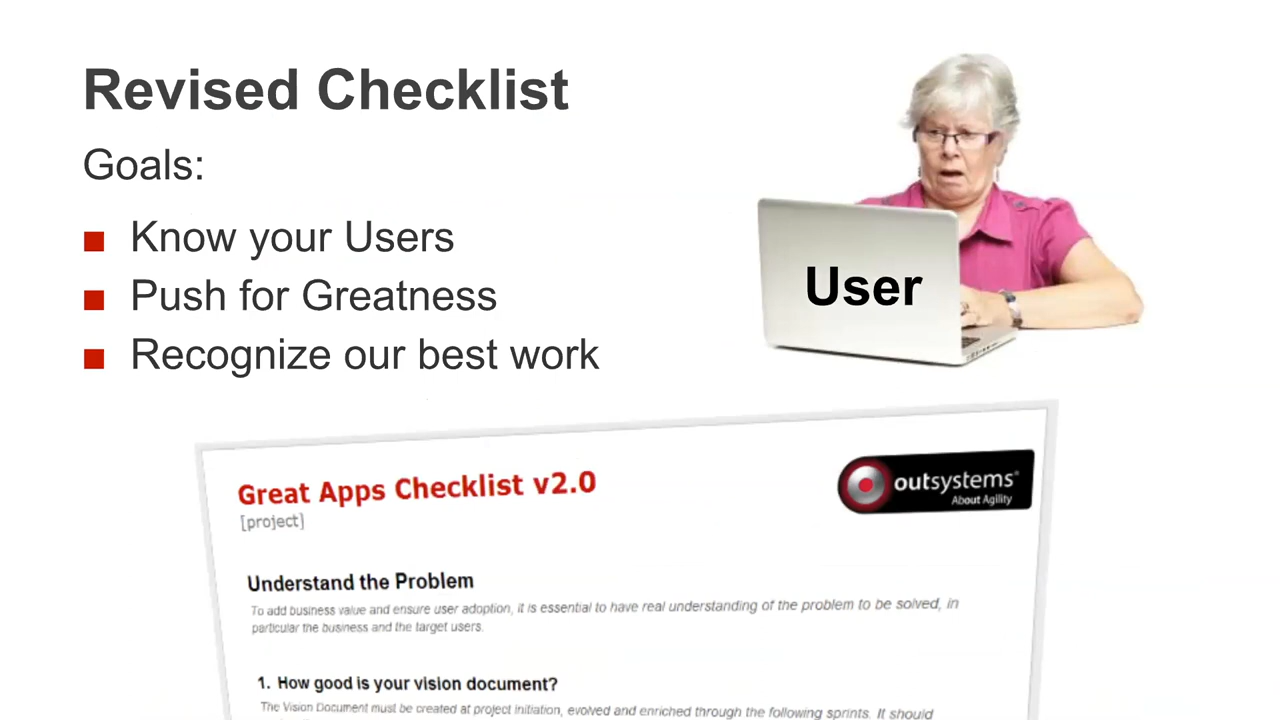 Revised Checklist
Goals:
Know your Users
Push for Greatness
Recognize our best work
User
Great Apps Checklist v2.0
[project]
outsystems®
About Agility
Understand the Problem
To add business value and ensure user adoption, it is essential to have real understanding of the problem to be solved, in
particular the business and the target users.
1. How good is your vision document?
The Vision Document must be created at project initiation, evolved and enriched through the following sprints. It should